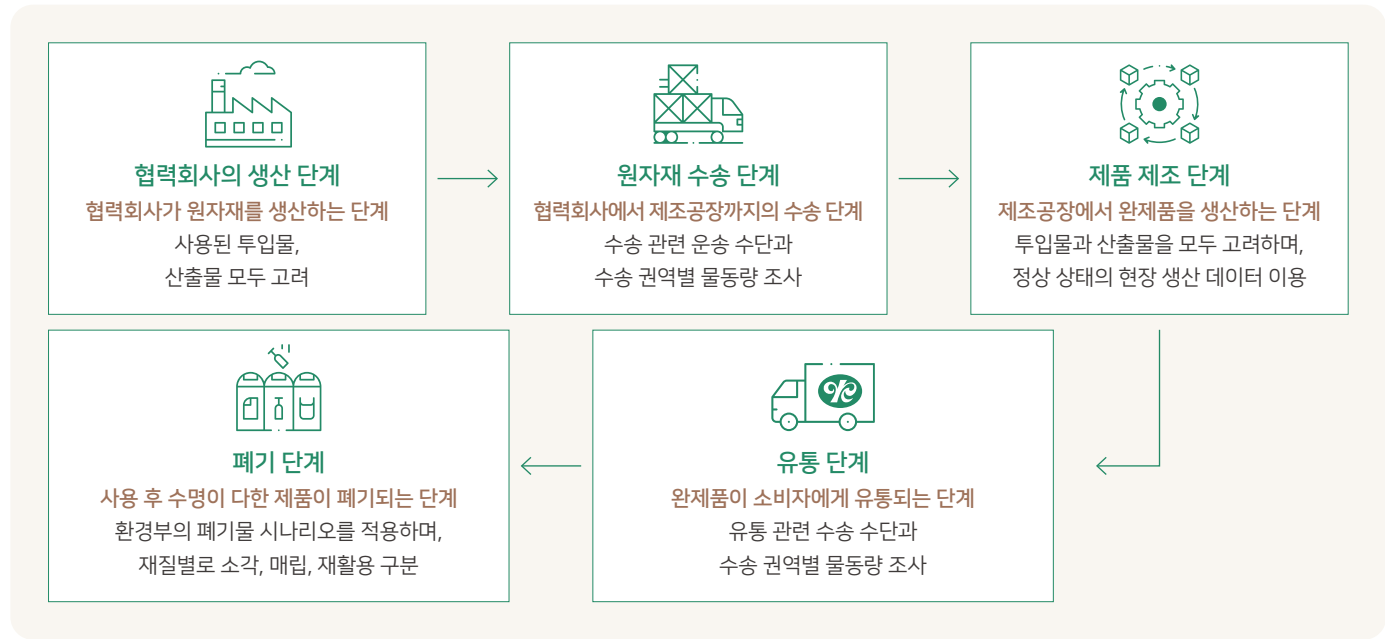 협력회사의 생산 단계
협력회사가 원자재를 생산하는 단계
사용된 투입물,
산출물 모두 고려
원자재 수송 단계
협력회사에서 제조공장까지의 수송 단계
수송 관련 운송 수단과
수송 권역별 물동량 조사
제품 제조 단계
제조공장에서 완제품을 생산하는 단계
투입물과 산출물을 모두 고려하며,
정상 상태의 현장 생산 데이터 이용
유통 단계
완제품이 소비자에게 유통되는 단계
유통 관련 수송 수단과
수송 권역별 물동량 조사
폐기 단계
사용 후 수명이 다한 제품이 폐기되는 단계
환경부의 폐기물 시나리오를 적용하며,
재질별로 소각, 매립, 재활용 구분